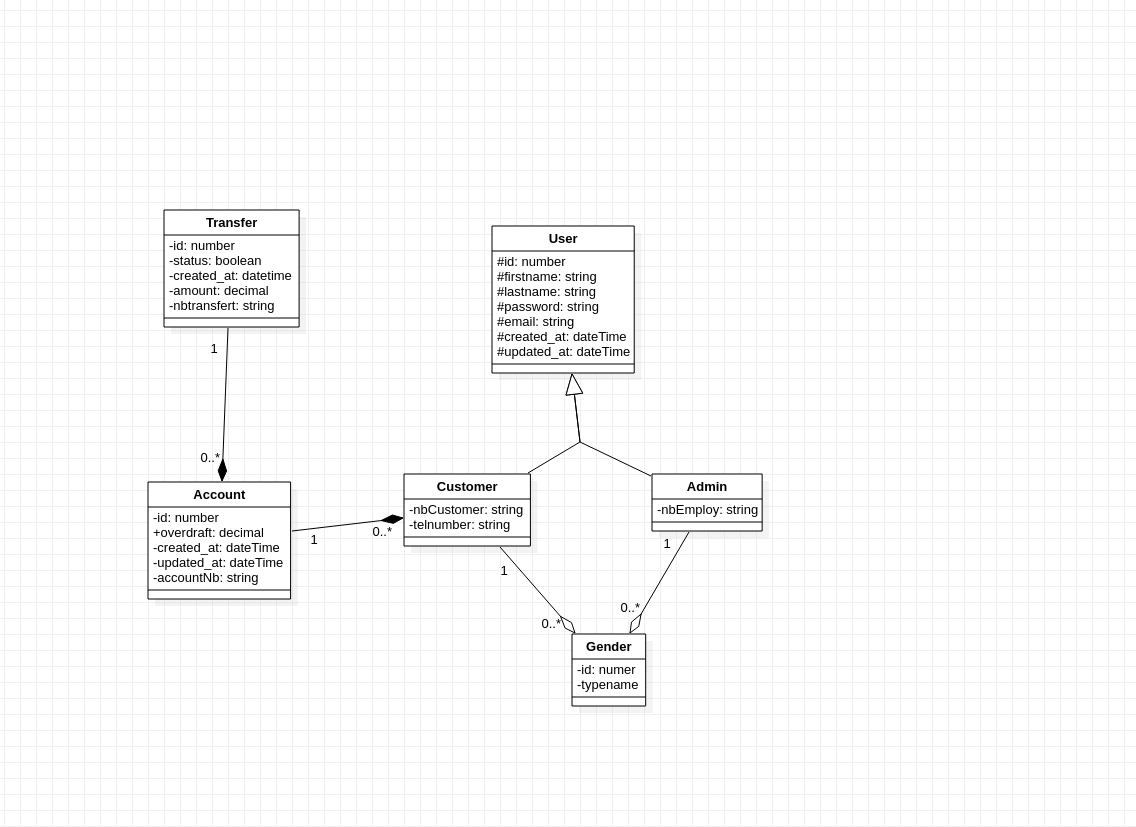 Transfer
-id: number
-status: boolean
-created_at: datetime
-amount: decimal
-nbtransfert: string
User
#id: number
#firstname: string
#lastname: string
#password: string
#email: string
#created_at: dateTime
#updated_at: dateTime
1
0..*
Account
-id: number
+overdraft: decimal
-created_at: dateTime
-updated_at: dateTime
-accountNb: string
1
0..*
Customer
-nbCustomer: string
-telnumber: string
Admin
-nbEmploy: string
1
0..*
1
0..*
Gender
-id: numer
-typename